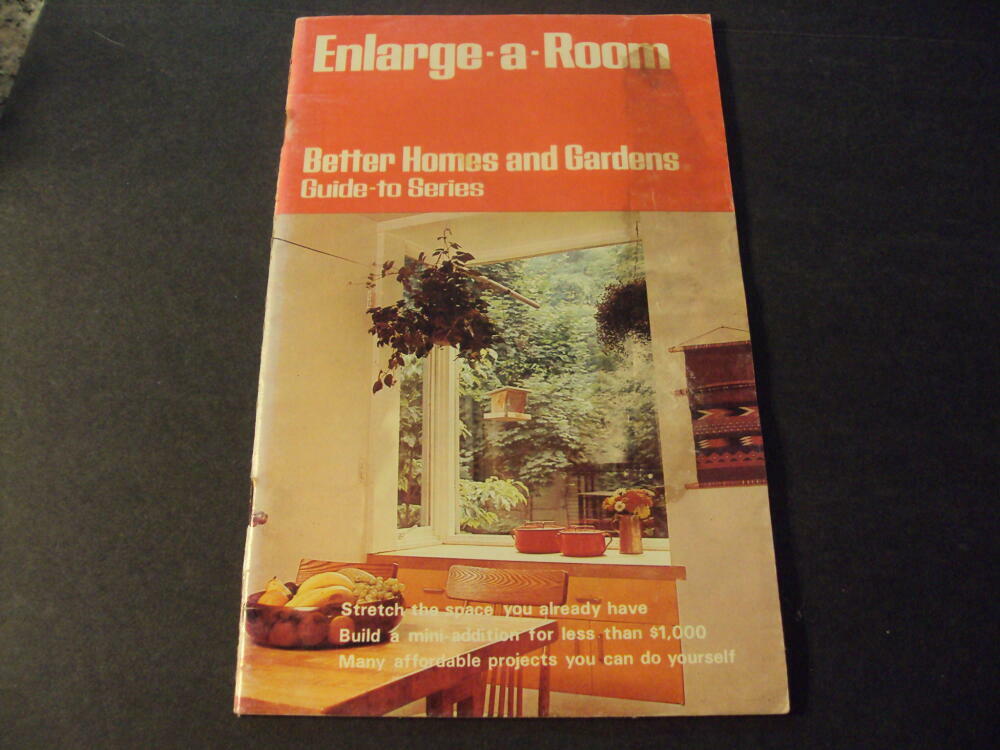 Enlarge-a-Room
Better Homes and Gardens
Guide-to Series
Stretch the space you already have
Build a mini-addition for less than $1,000
Many affordable projects you can do yourself